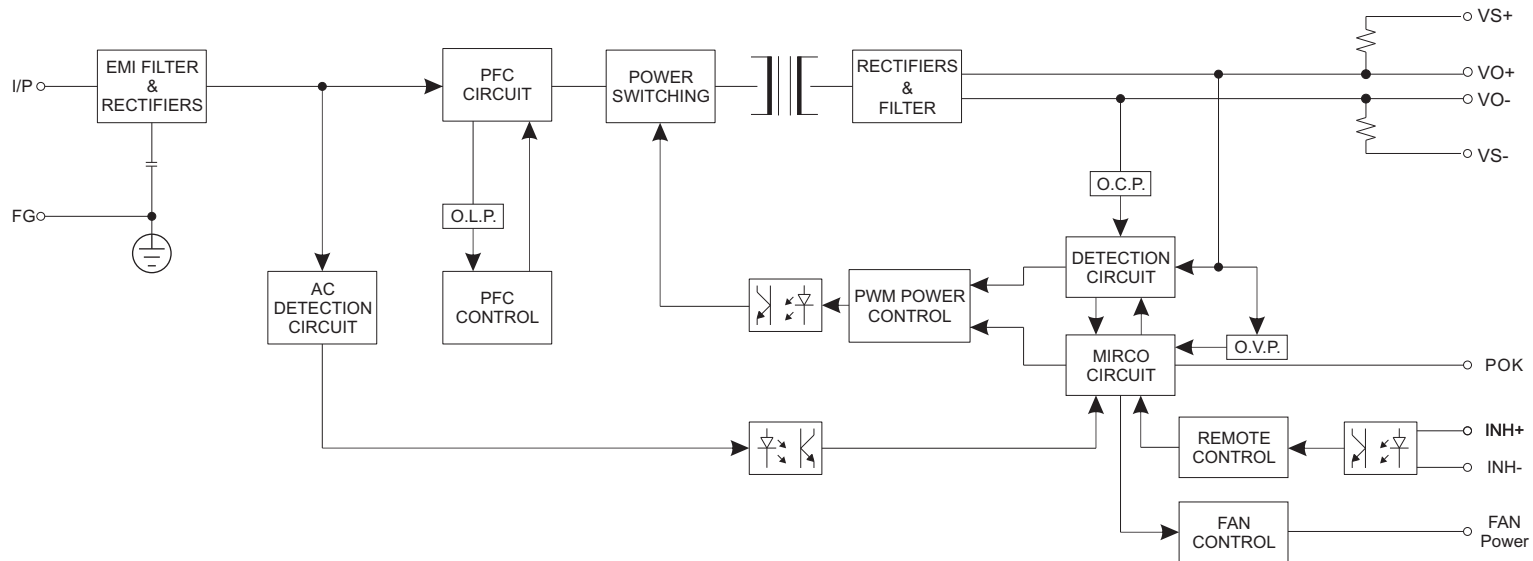 VS+
I/P
EMI FILTER
&
RECTIFIERS
PFC
CIRCUIT
POWER
SWITCHING
RECTIFIERS
&
FILTER
VO+
VO-
VS-
FG
O.L.P.
O.C.P.
AC
DETECTION
CIRCUIT
PFC
CONTROL
PWM POWER
CONTROL
DETECTION
CIRCUIT
O.V.P.
MIRCO
CIRCUIT
POK
REMOTE
CONTROL
INH+
INH-
FAN
CONTROL
FAN
Power